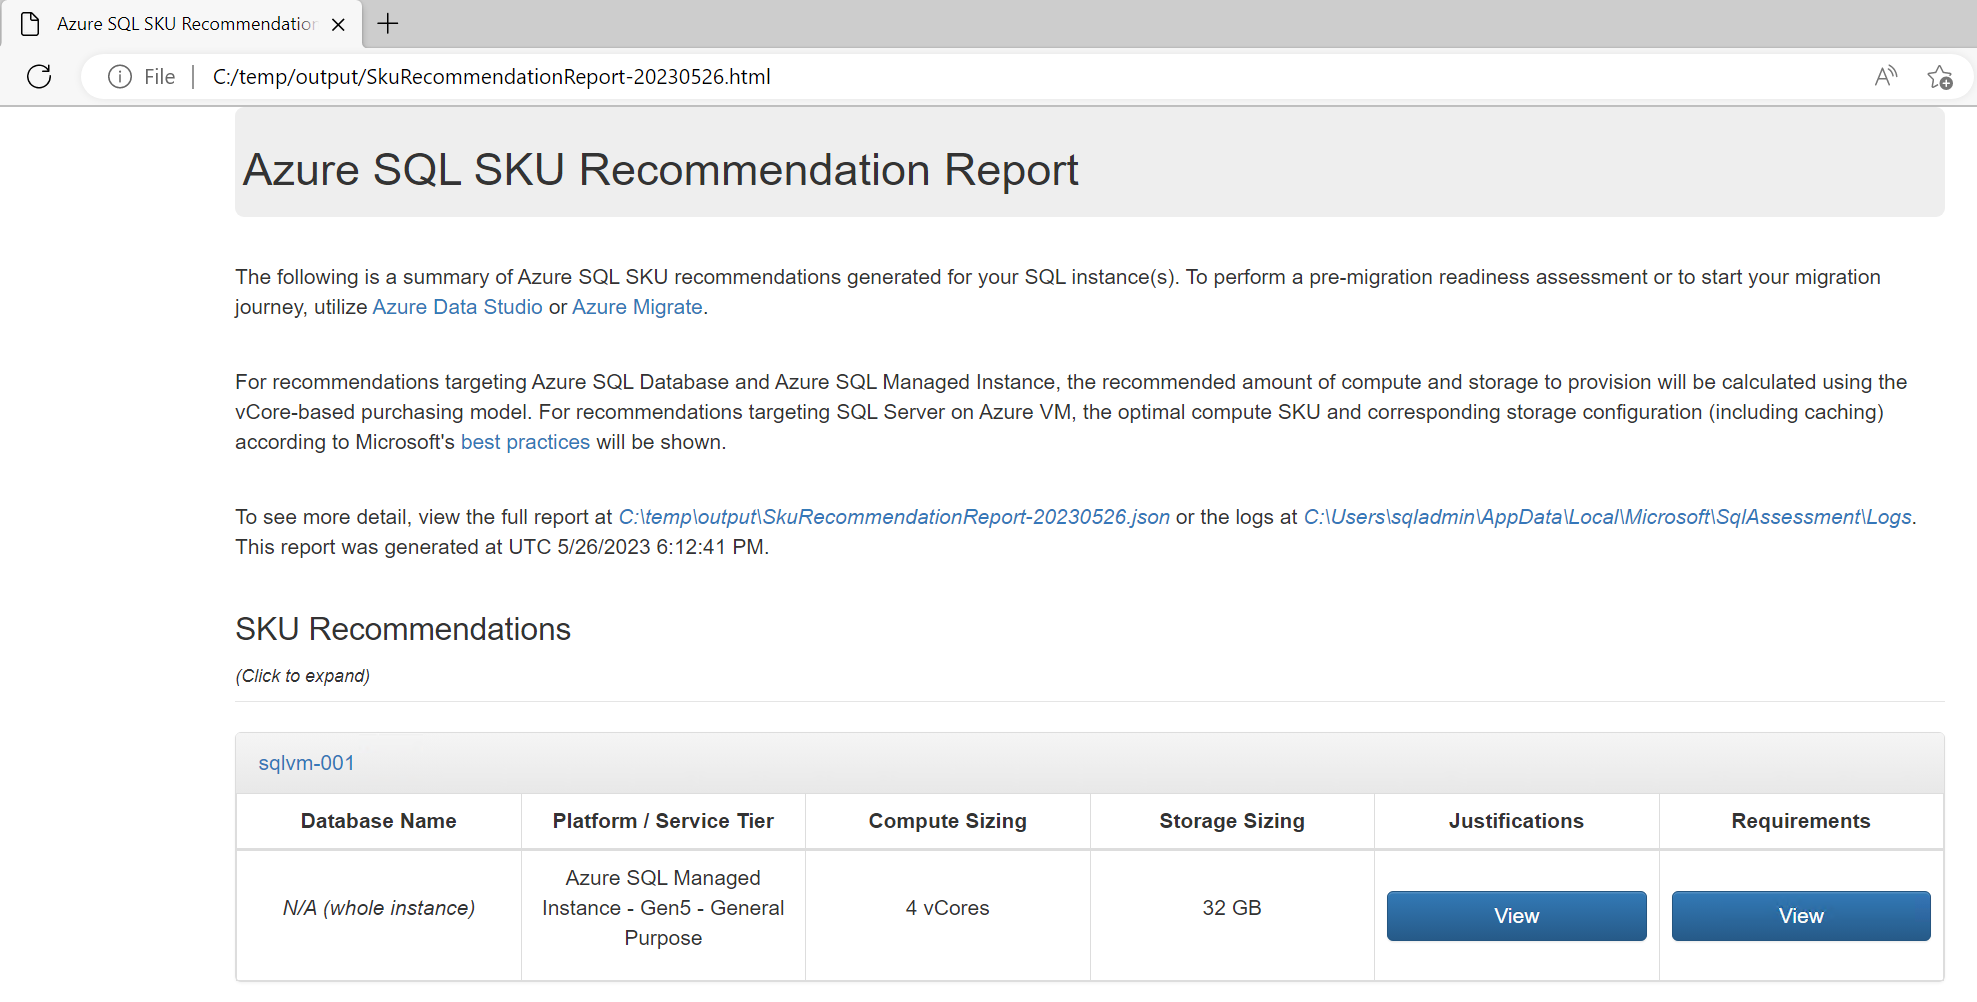 Azure SQL SKU Recommendation
File | C:/temp/output/SkuRecommendationReport-20230526.html
Azure SQL SKU Recommendation Report
The following is a summary of Azure SQL SKU recommendations generated for your SQL instance(s). To perform a pre-migration readiness assessment or to start your migration
journey, utilize Azure Data Studio or Azure Migrate.
For recommendations targeting Azure SQL Database and Azure SQL Managed Instance, the recommended amount of compute and storage to provision will be calculated using the
vCore-based purchasing model. For recommendations targeting SQL Server on Azure VM, the optimal compute SKU and corresponding storage configuration (including caching)
according to Microsoft's best practices will be shown.
To see more detail, view the full report at C:\temp\output\SkuRecommendationReport-20230526.json or the logs at C:\Users\sqladmin\AppData\Local\Microsoft\SqlAssessment\Logs.
This report was generated at UTC 5/26/2023 6:12:41 PM.
SKU Recommendations
(Click to expand)
sqlvm-001
Database Name Platform / Service Tier Compute Sizing Storage Sizing Justifications Requirements
N/A (whole instance)
Azure SQL Managed
Instance - Gen5 - General
Purpose
4 vCores
32 GB
View
View